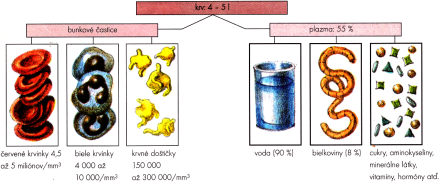 krv: 4 – 5 l
bunkové častice
plazma: 55 %
červené krvinky 4,5
až 5 miliónov/mm³
biele krvinky
4 000 až
10 000/mm³
krvné doštičky
150 000
až 300 000/mm³
voda (90 %)
bielkoviny (8 %)
cukry, aminokyseliny,
minerálne látky,
vitamíny, hormóny atď.